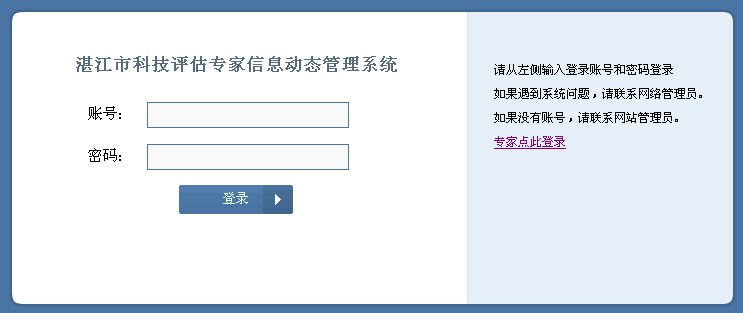 湛江市科技评估专家信息动态管理系统
账号：
密码：
登录
请从左侧输入登录账号和密码登录
如果遇到系统问题，请联系网络管理员。
如果没有账号，请联系网站管理员。
专家点此登录